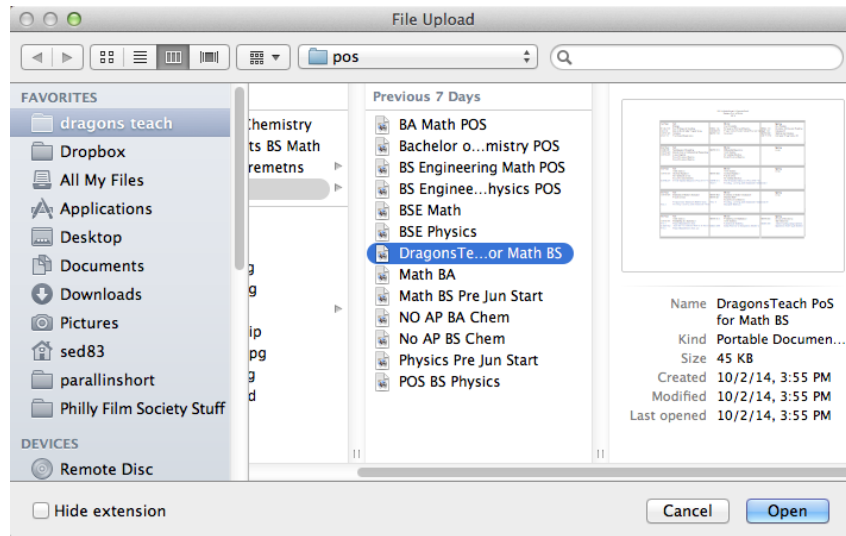 File Upload
pos
FAVORITES
dragons teach
Dropbox
All My Files
Applications
Desktop
Documents
Downloads
Pictures
sed83
parallinshort
Philly Film Society Stuff
DEVICES
Remote Disc
hemistry
ts BS Math
remetns
g
g
ip
pg
g
d
Previous 7 Days
BA Math POS
Bachelor o...mistry POS
BS Engineering Math POS
BS Enginee...hysics POS
BSE Math
BSE Physics
DragonsTe...or Math BS
Math BA
Math BS Pre Jun Start
NO AP BA Chem
No AP BS Chem
Physics Pre Jun Start
POS BS Physics
Name DragonsTeach PoS
for Math BS
Kind Portable Documen...
Size 45 KB
Created 10/2/14, 3:55 PM
Modified 10/2/14, 3:55 PM
Last opened 10/2/14, 3:55 PM
Hide extension
Cancel
Open